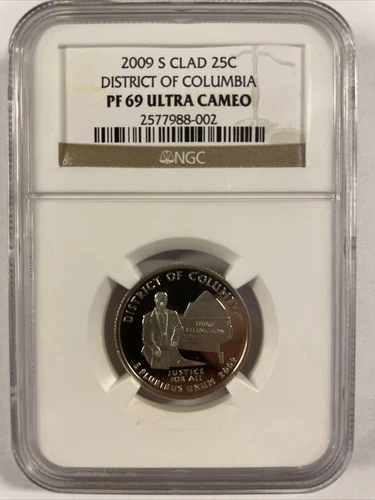 2009 S CLAD 25C
DISTRICT OF COLUMBIA
PF 69 ULTRA CAMEO
2577988-002
NGC
DISTRICT OF COLUMBIA
DUKE
ELLINGTON
JUSTICE
FOR ALL
E PLURIBUS UNUM 2009